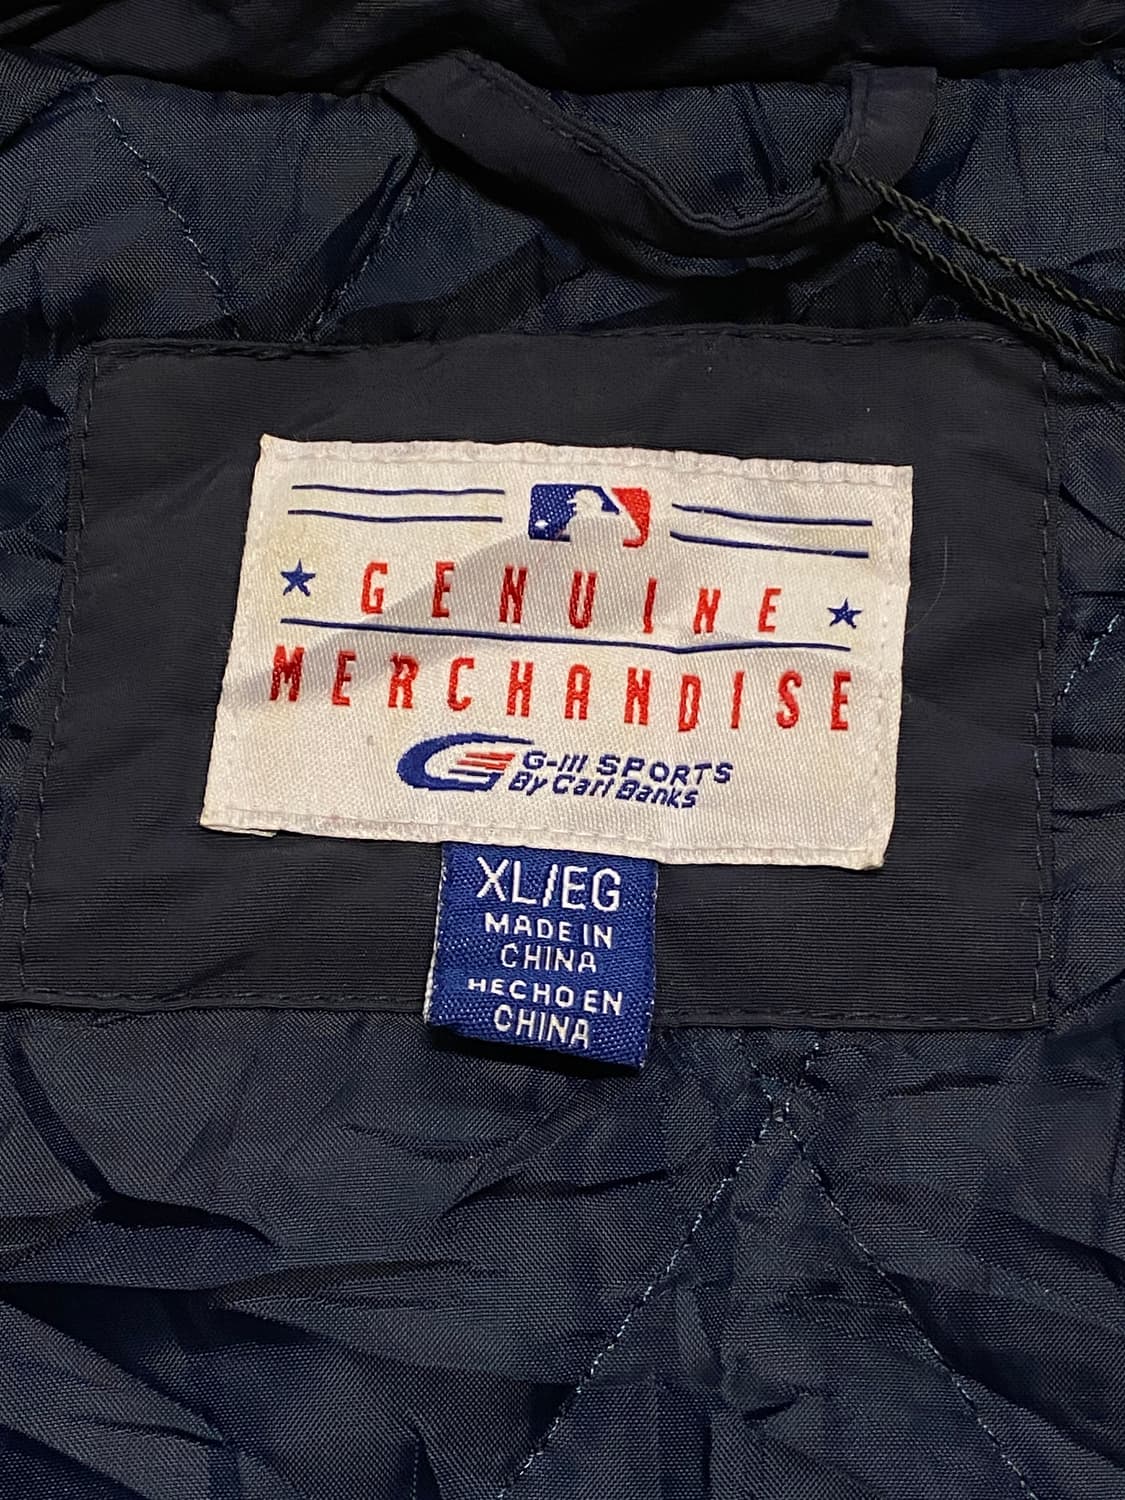 GENUINE
MERCHANDISE
G-III SPORTS
By Carl Banks
XL/EG
MADE IN
CHINA
HECHO EN
CHINA